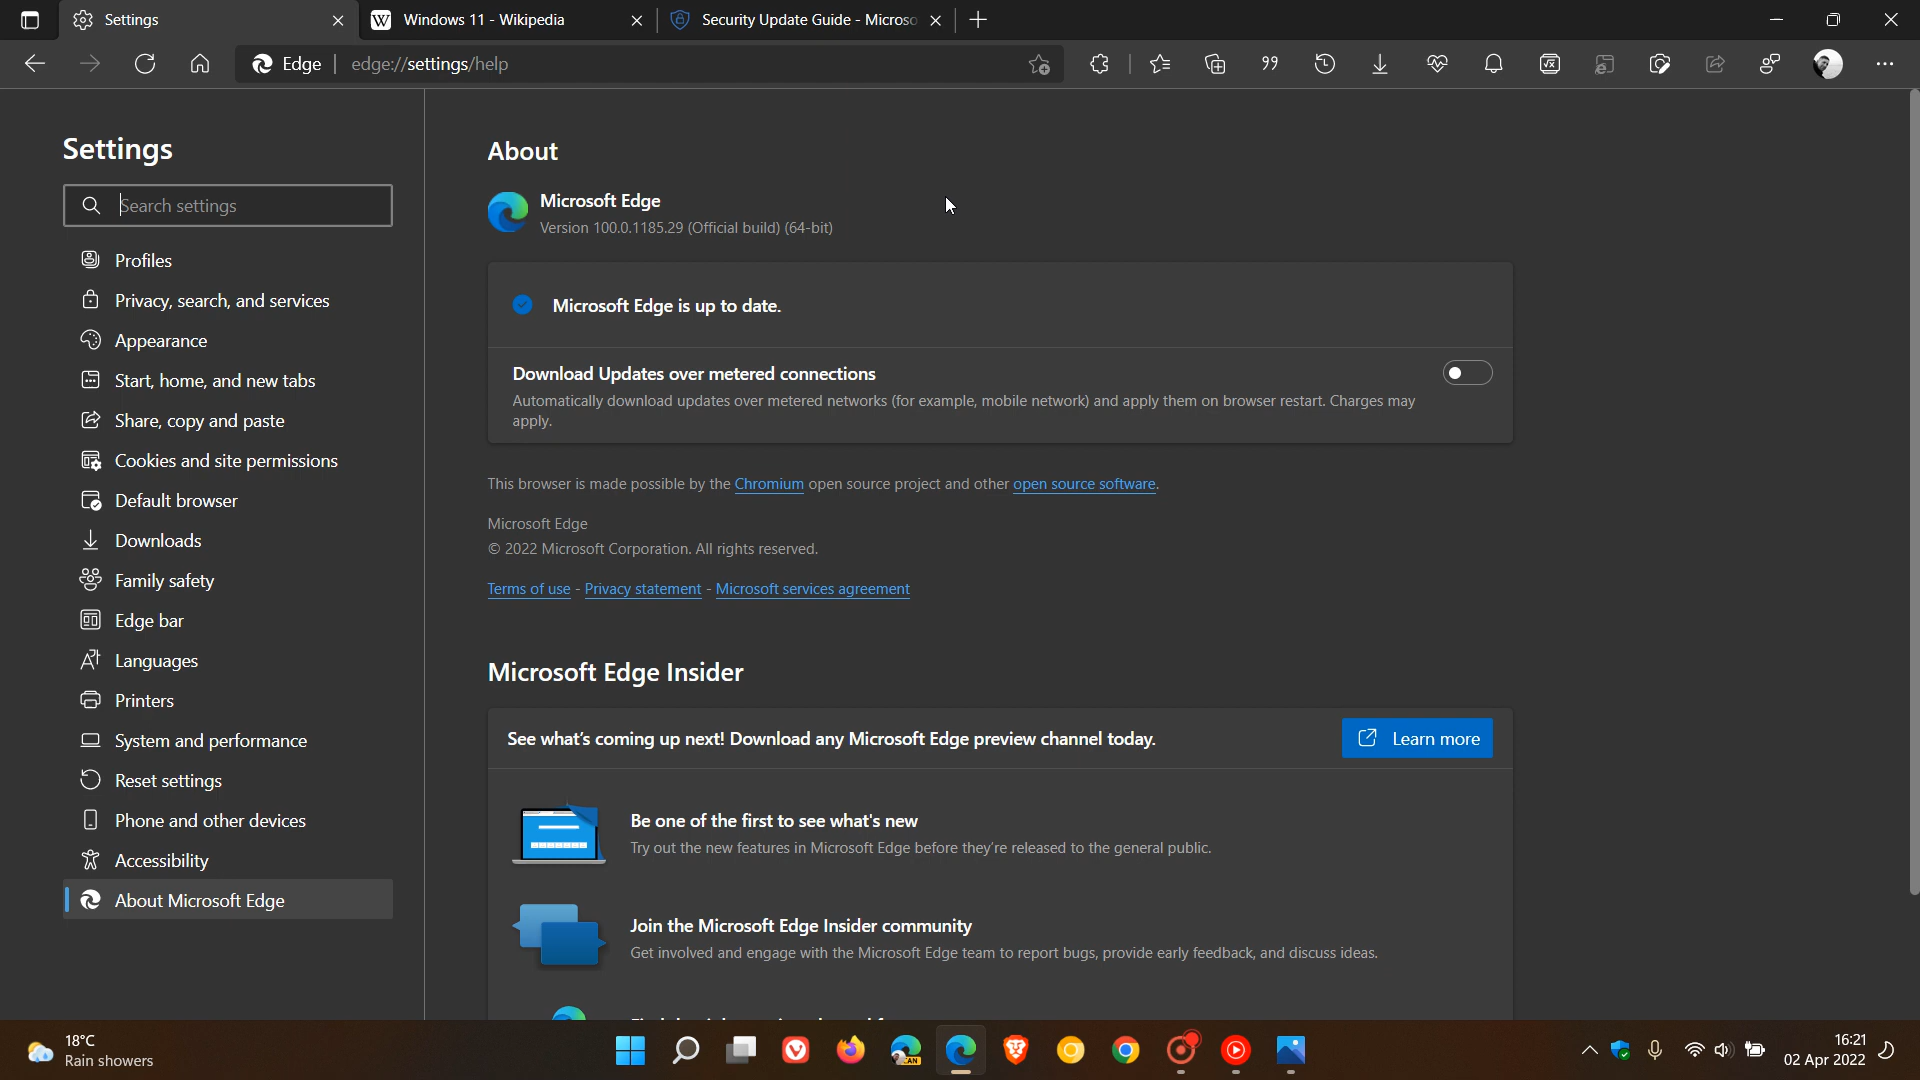 Settings
Windows 11 - Wikipedia
Security Update Guide - Microso
Edge
edge://settings/help
Settings
Search settings
Profiles
Privacy, search, and services
Appearance
Start, home, and new tabs
Share, copy and paste
Cookies and site permissions
Default browser
Downloads
Family safety
Edge bar
Languages
Printers
System and performance
Reset settings
Phone and other devices
Accessibility
About Microsoft Edge
About
Microsoft Edge
Version 100.0.1185.29 (Official build) (64-bit)
Microsoft Edge is up to date.
Download Updates over metered connections
Automatically download updates over metered networks (for example, mobile network) and apply them on browser restart. Charges may
apply.
This browser is made possible by the Chromium open source project and other open source software.
Microsoft Edge
© 2022 Microsoft Corporation. All rights reserved.
Terms of use - Privacy statement - Microsoft services agreement
Microsoft Edge Insider
See what's coming up next! Download any Microsoft Edge preview channel today.
Learn more
Be one of the first to see what's new
Try out the new features in Microsoft Edge before they're released to the general public.
Join the Microsoft Edge Insider community
Get involved and engage with the Microsoft Edge team to report bugs, provide early feedback, and discuss ideas.
18°C
Rain showers
CAN
16:21
02 Apr 2022